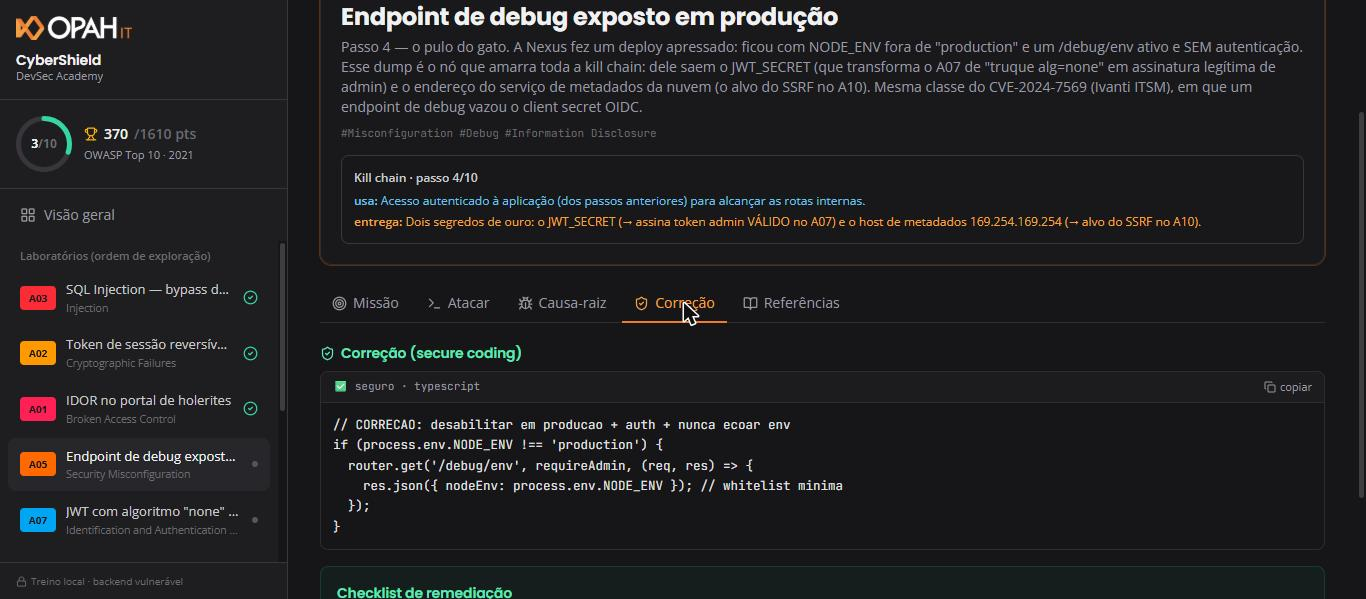 OPAH IT
CyberShield
DevSec Academy
3/10
370 /1610 pts
OWASP Top 10 · 2021
Visão geral
Laboratórios (ordem de exploração)
A03
SQL Injection — bypass d...
Injection
A02
Token de sessão reversív...
Cryptographic Failures
A01
IDOR no portal de holerites
Broken Access Control
A05
Endpoint de debug expost...
Security Misconfiguration
A07
JWT com algoritmo "none" ...
Identification and Authentication ...
Treino local · backend vulnerável
Endpoint de debug exposto em produção
Passo 4 — o pulo do gato. A Nexus fez um deploy apressado: ficou com NODE_ENV fora de "production" e um /debug/env ativo e SEM autenticação.
Esse dump é o nó que amarra toda a kill chain: dele saem o JWT_SECRET (que transforma o A07 de "truque alg=none" em assinatura legítima de
admin) e o endereço do serviço de metadados da nuvem (o alvo do SSRF no A10). Mesma classe do CVE-2024-7569 (Ivanti ITSM), em que um
endpoint de debug vazou o client secret OIDC.
#Misconfiguration #Debug #Information Disclosure
Kill chain · passo 4/10
usa: Acesso autenticado à aplicação (dos passos anteriores) para alcançar as rotas internas.
entrega: Dois segredos de ouro: o JWT_SECRET (→ assina token admin VÁLIDO no A07) e o host de metadados 169.254.169.254 (→ alvo do SSRF no A10).
Missão
Atacar
Causa-raiz
Correção
Referências
Correção (secure coding)
seguro · typescript
copiar
// CORRECAO: desabilitar em producao + auth + nunca ecoar env
if (process.env.NODE_ENV !== 'production') {
  router.get('/debug/env', requireAdmin, (req, res) => {
    res.json({ nodeEnv: process.env.NODE_ENV }); // whitelist minima
  });
}
Checklist de remediação